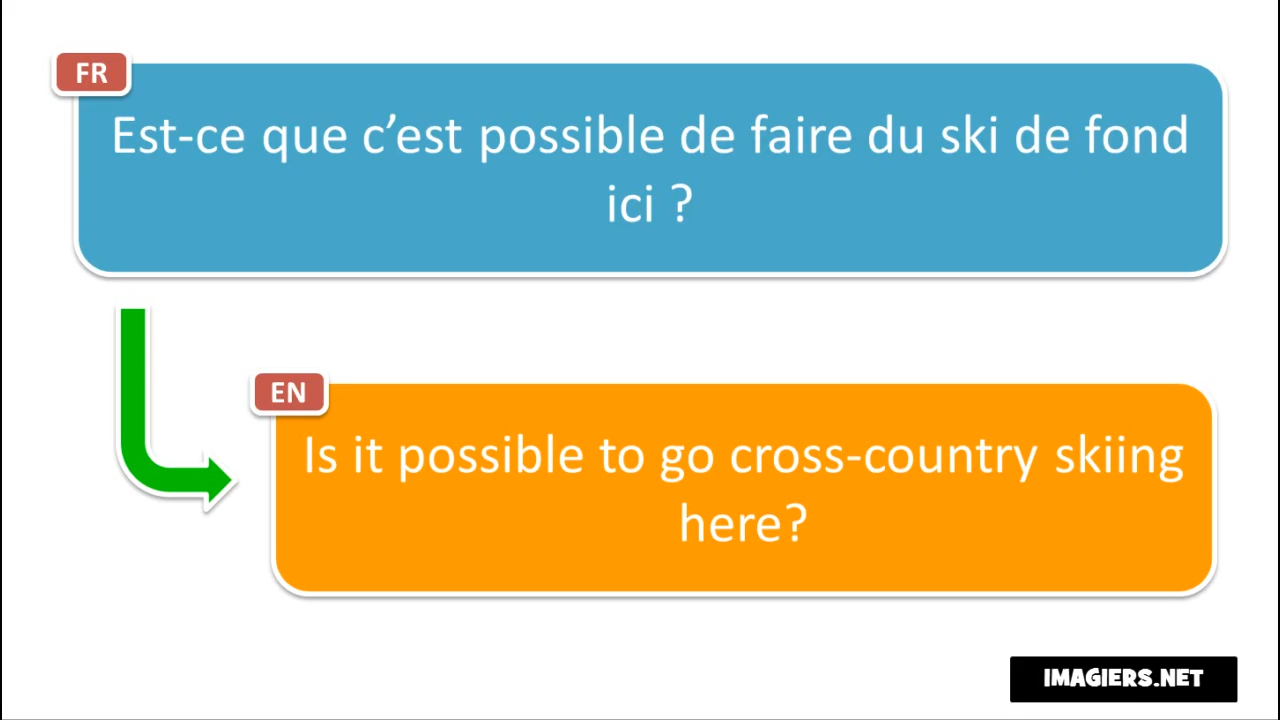 FR
Est-ce que c’est possible de faire du ski de fond
ici ?
EN
Is it possible to go cross-country skiing
here?
IMAGIERS.NET